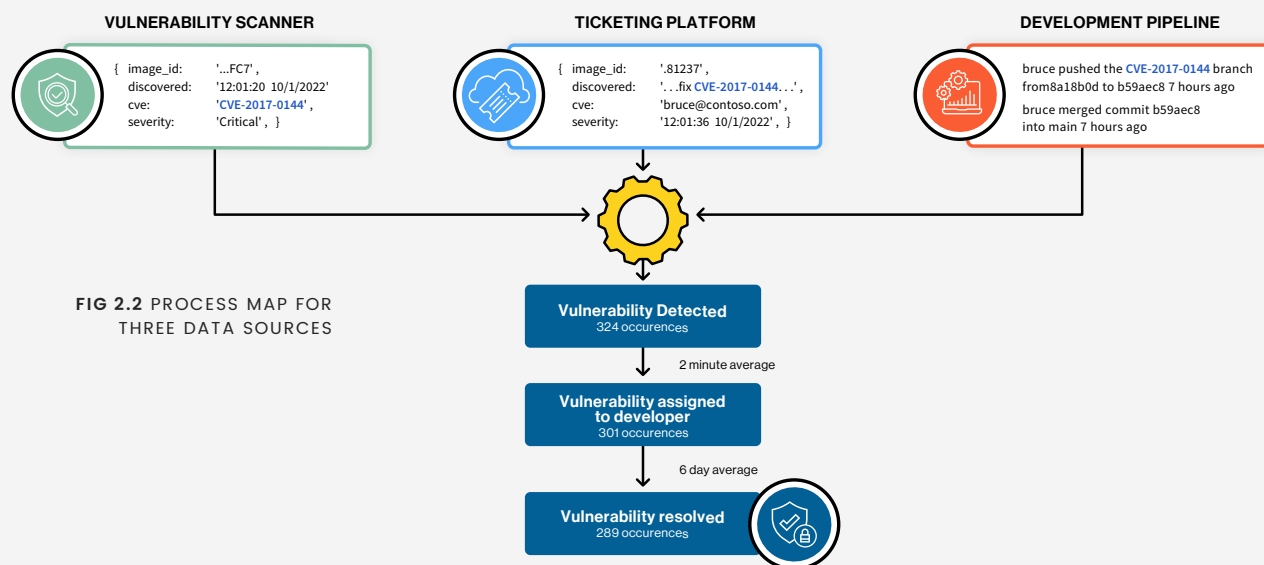 VULNERABILITY SCANNER
{ image_id: '...FC7' ,
discovered: '12:01:20 10/1/2022'
cve: 'CVE-2017-0144' ,
severity: 'Critical' , }
TICKETING PLATFORM
{ image_id: '.81237' ,
discovered: '. . .fix CVE-2017-0144. . .' ,
cve: 'bruce@contoso.com' ,
severity: '12:01:36 10/1/2022' , }
DEVELOPMENT PIPELINE
bruce pushed the CVE-2017-0144 branch
from8a18b0d to b59aec8 7 hours ago
bruce merged commit b59aec8
into main 7 hours ago
FIG 2.2 PROCESS MAP FOR
THREE DATA SOURCES
Vulnerability Detected
324 occurences
2 minute average
Vulnerability assigned
to developer
301 occurences
6 day average
Vulnerability resolved
289 occurences